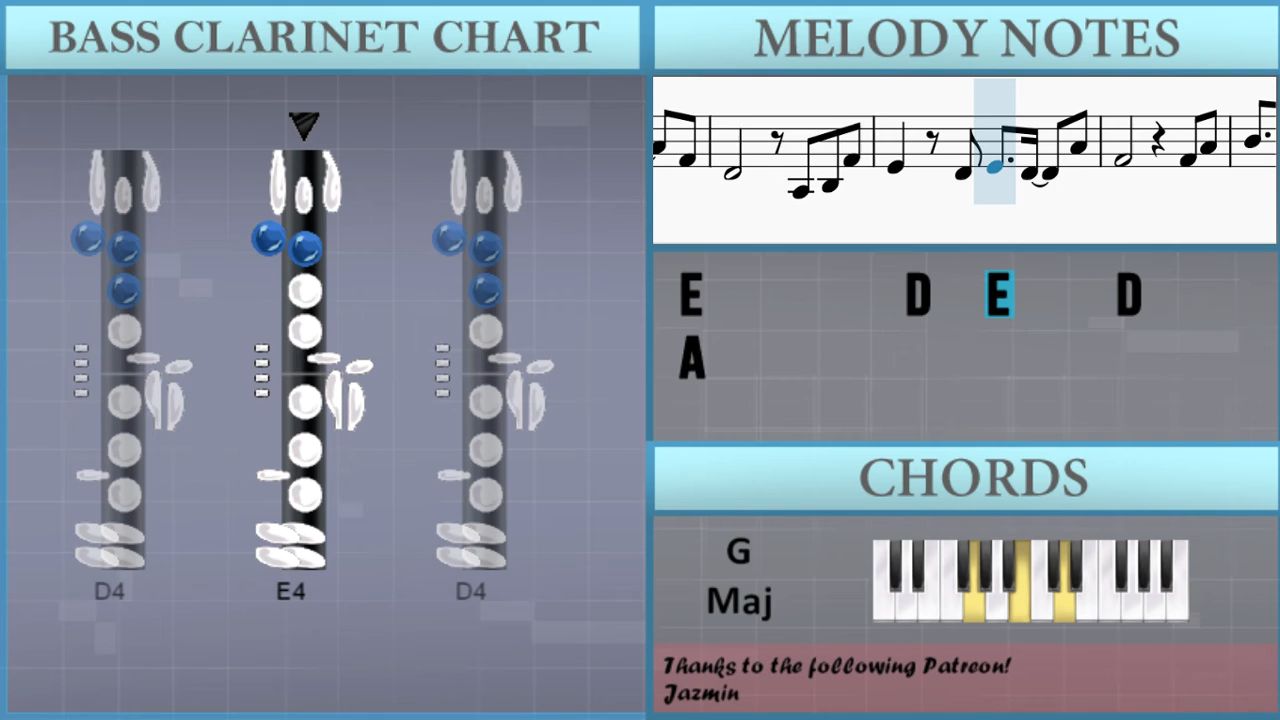 BASS CLARINET CHART
D4
E4
D4
MELODY NOTES
E D E D
A
CHORDS
G
Maj
Thanks to the following Patreon!
Jazmin